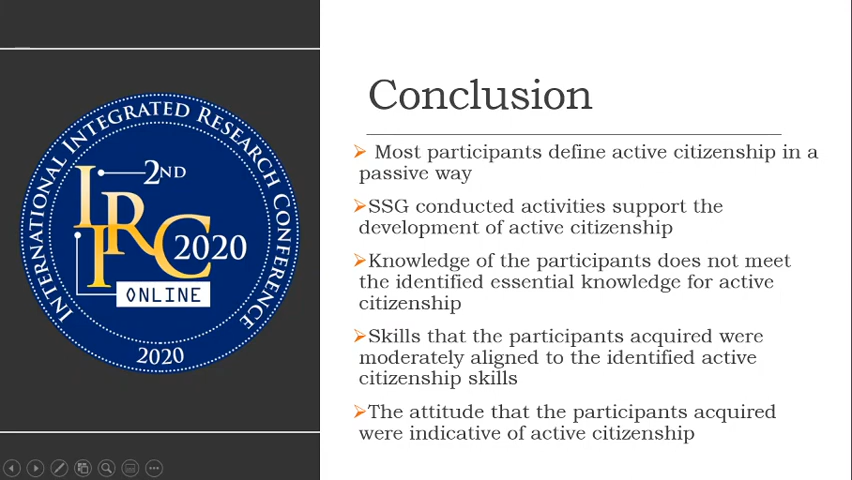 INTERNATIONAL INTEGRATED RESEARCH CONFERENCE
2ND
IIRC
2020
ONLINE
2020
Conclusion
Most participants define active citizenship in a
passive way
SSG conducted activities support the
development of active citizenship
Knowledge of the participants does not meet
the identified essential knowledge for active
citizenship
Skills that the participants acquired were
moderately aligned to the identified active
citizenship skills
The attitude that the participants acquired
were indicative of active citizenship